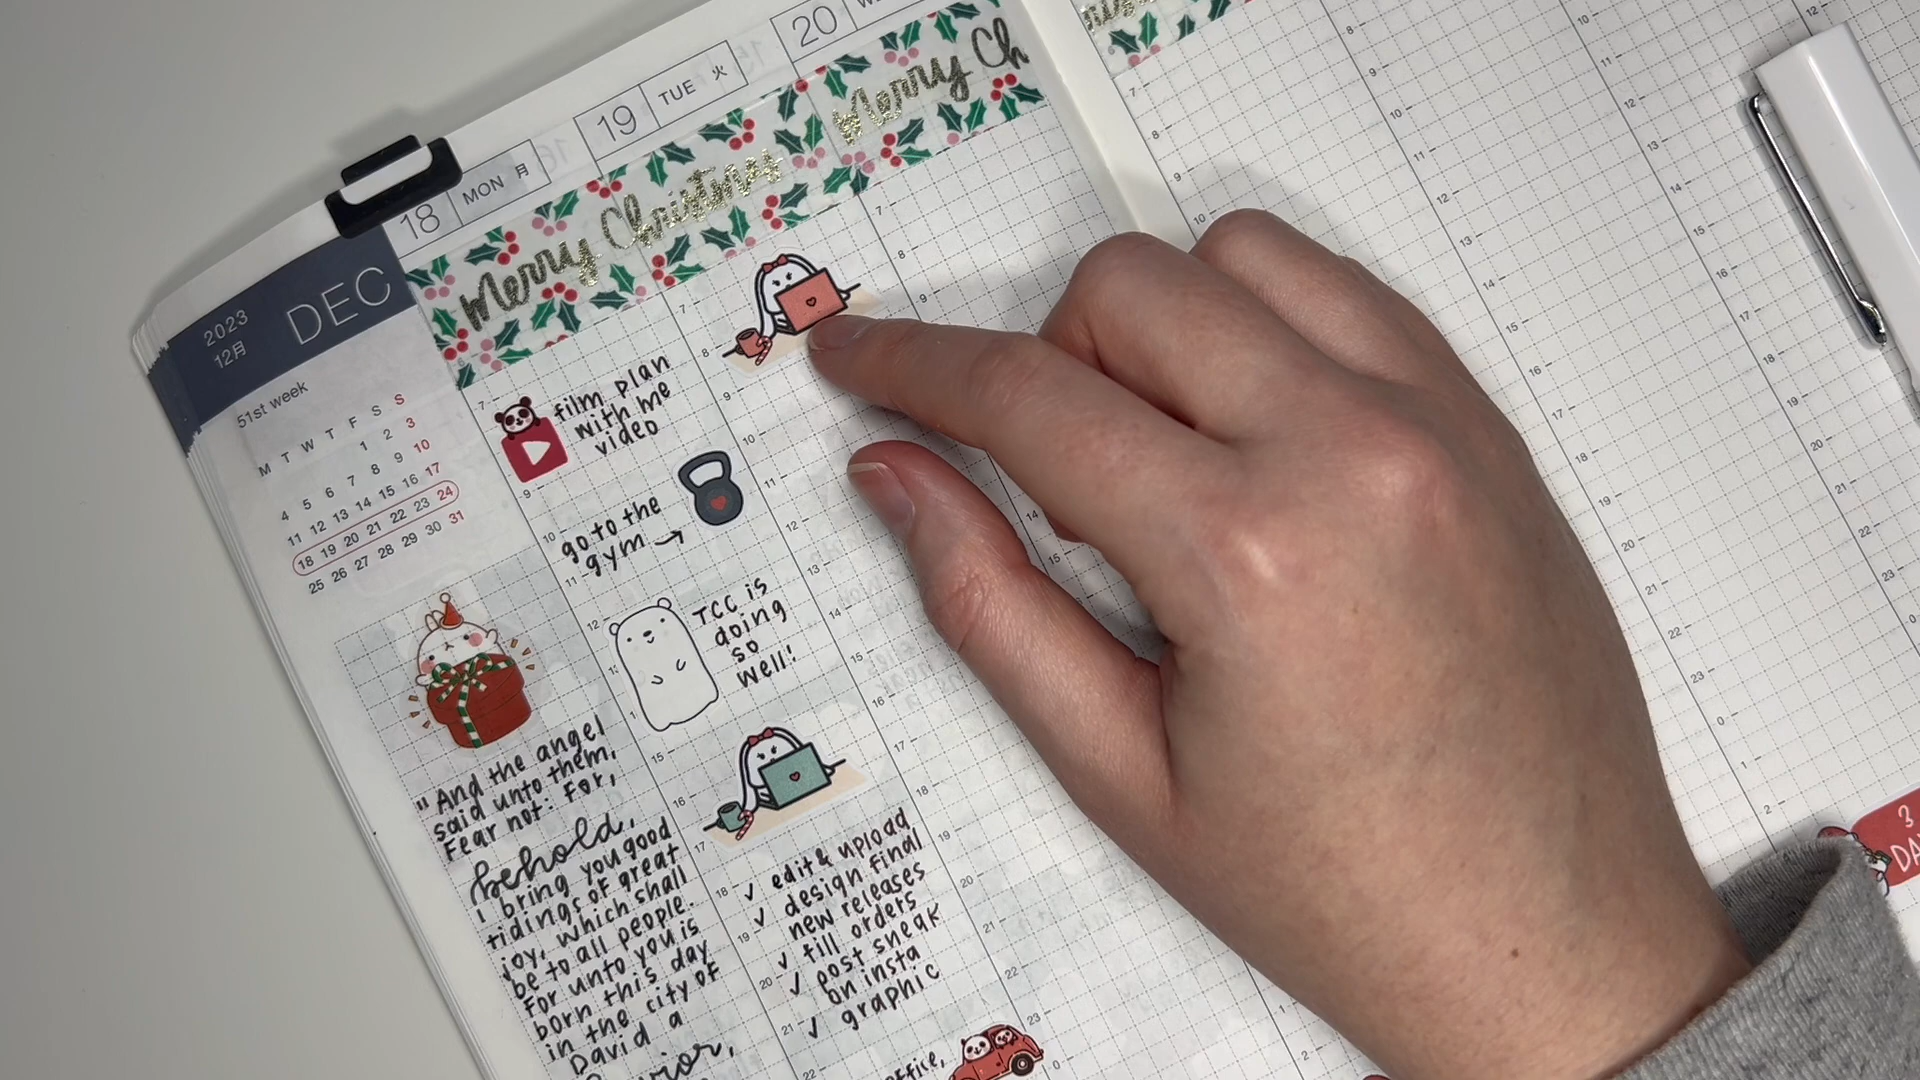 18 MON 月
19 TUE 火
20
Merry Christmas
Merry Ch
2023
12月
DEC
51st week
M T W T F S S
1 2 3
4 5 6 7 8 9 10
11 12 13 14 15 16 17
18 19 20 21 22 23 24
25 26 27 28 29 30 31
film plan
with me
video
go to the
gym →
TCC is
doing
so
well!
✓ edit & upload
✓ design final
new releases
✓ fill orders
✓ post sneak
on insta
✓ graphic
office,
"And the angel
said unto them,
Fear not: For,
behold,
I bring you good
tidings of great
joy, which shall
be to all people.
For unto you is
born this day
in the city of
David a
3
DA